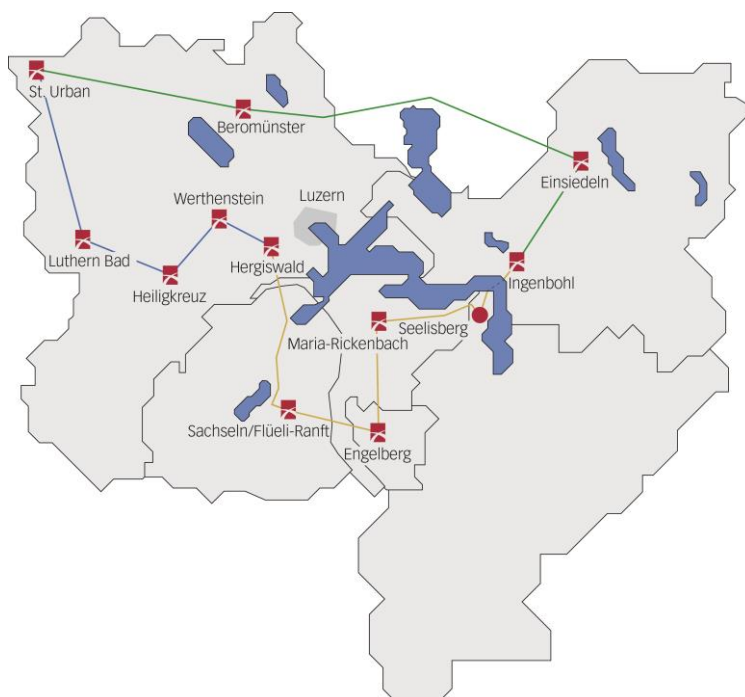 St. Urban
Beromünster
Einsiedeln
Werthenstein
Luzern
Luthern Bad
Hergiswald
Heiligkreuz
Ingenbohl
Seelisberg
Maria-Rickenbach
Sachseln/Flüeli-Ranft
Engelberg